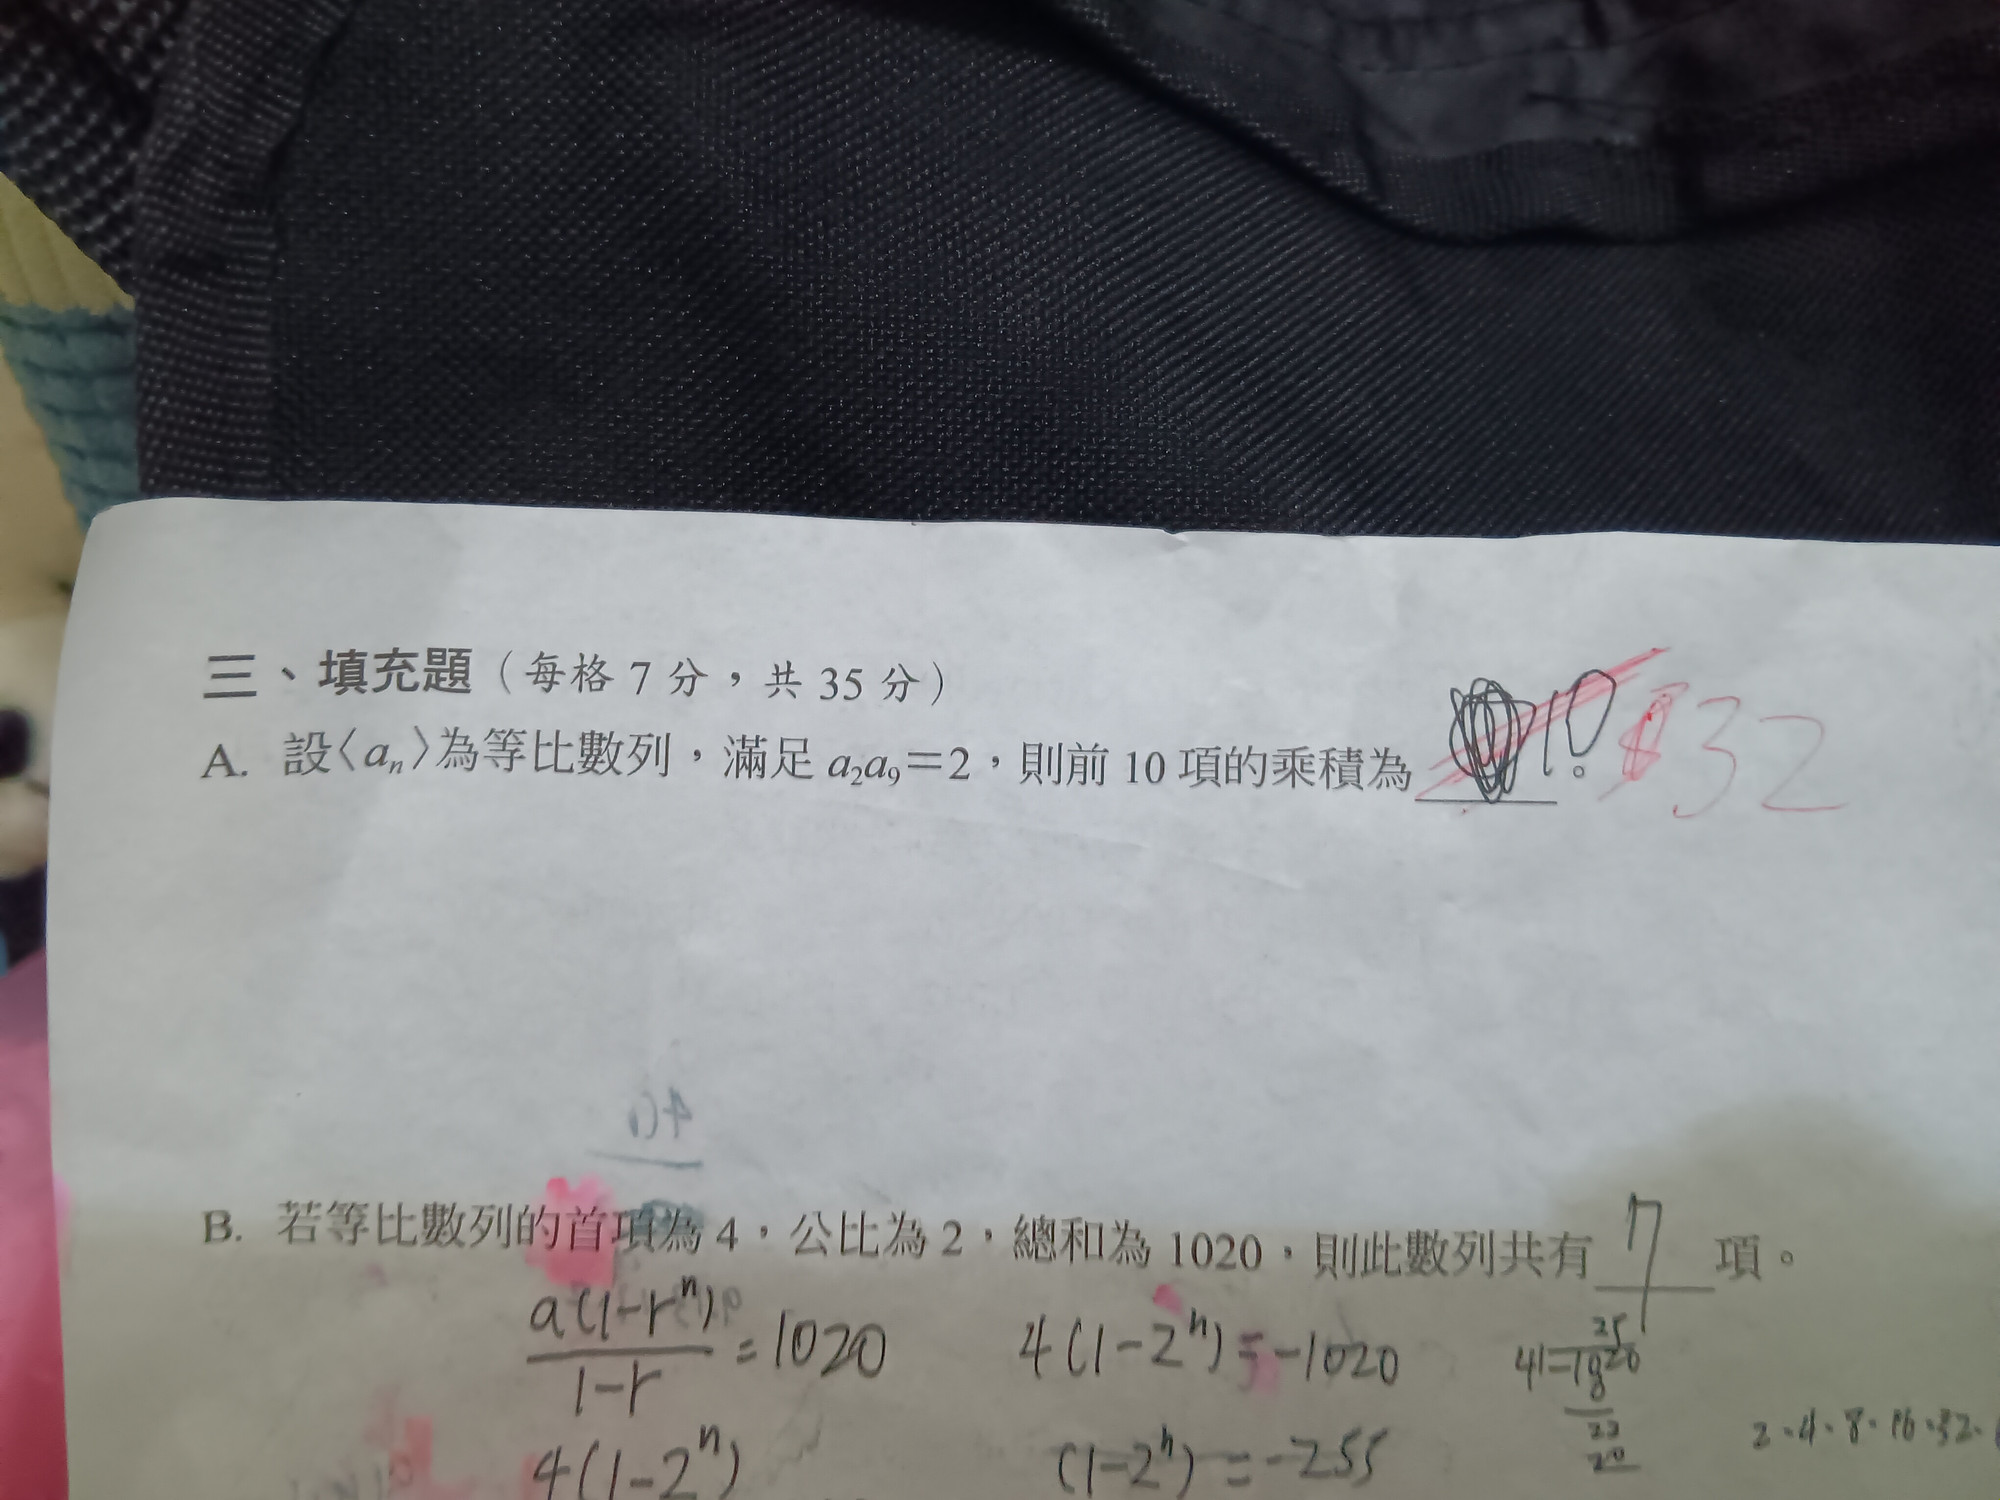 三、填充題（每格 7 分，共 35 分）
A. 設〈aₙ〉為等比數列，滿足 a₂a₉＝2，則前 10 項的乘積為 10 。 32
40
B. 若等比數列的首項為 4，公比為 2，總和為 1020，則此數列共有 7 項。
a(1-rⁿ)/1-r = 1020 4(1-2ⁿ) = -1020
4(1-2ⁿ) (1-2ⁿ) = -255
2·4·8·16·32·